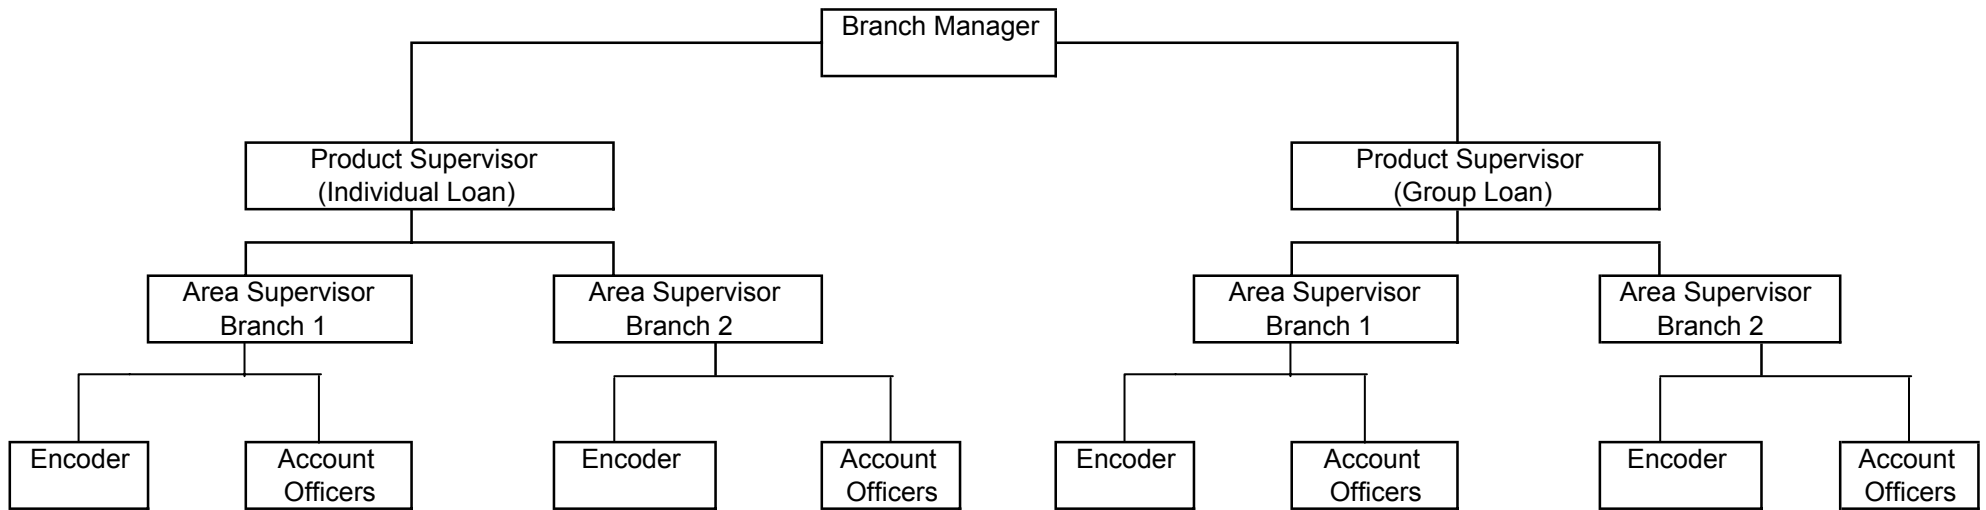 Branch Manager
Product Supervisor
(Individual Loan)
Product Supervisor
(Group Loan)
Area Supervisor
Branch 1
Area Supervisor
Branch 2
Area Supervisor
Branch 1
Area Supervisor
Branch 2
Encoder
Account
Officers
Encoder
Account
Officers
Encoder
Account
Officers
Encoder
Account
Officers